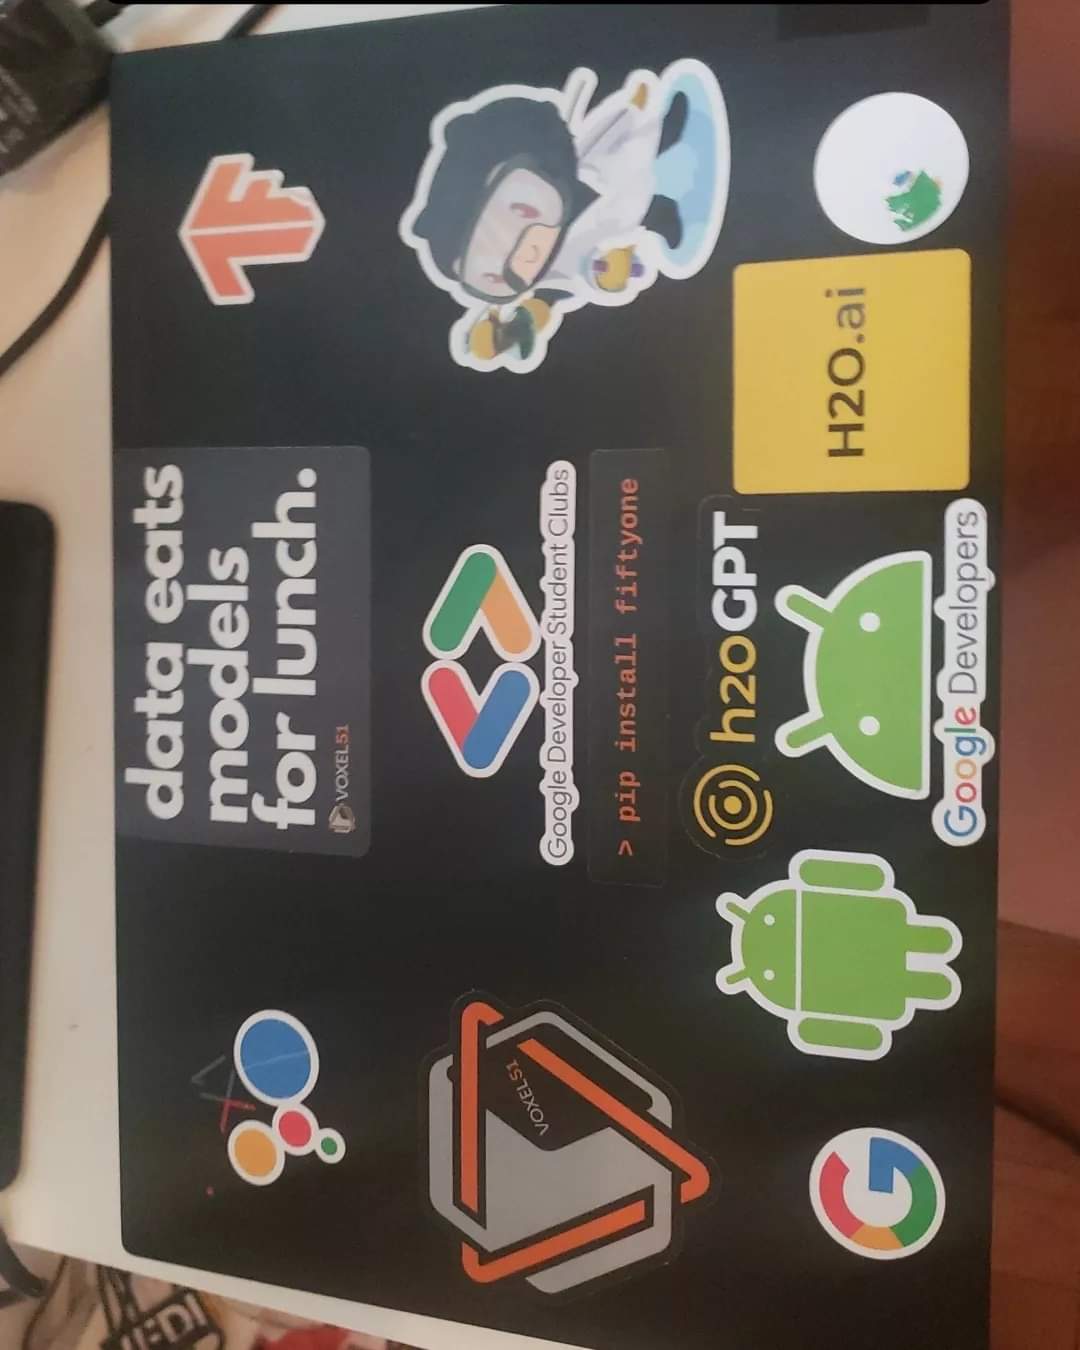 data eats
models
for lunch.
VOXEL51
Google Developer Student Clubs
> pip install fiftyone
h2oGPT
H2O.ai
Google Developers
VOXEL51